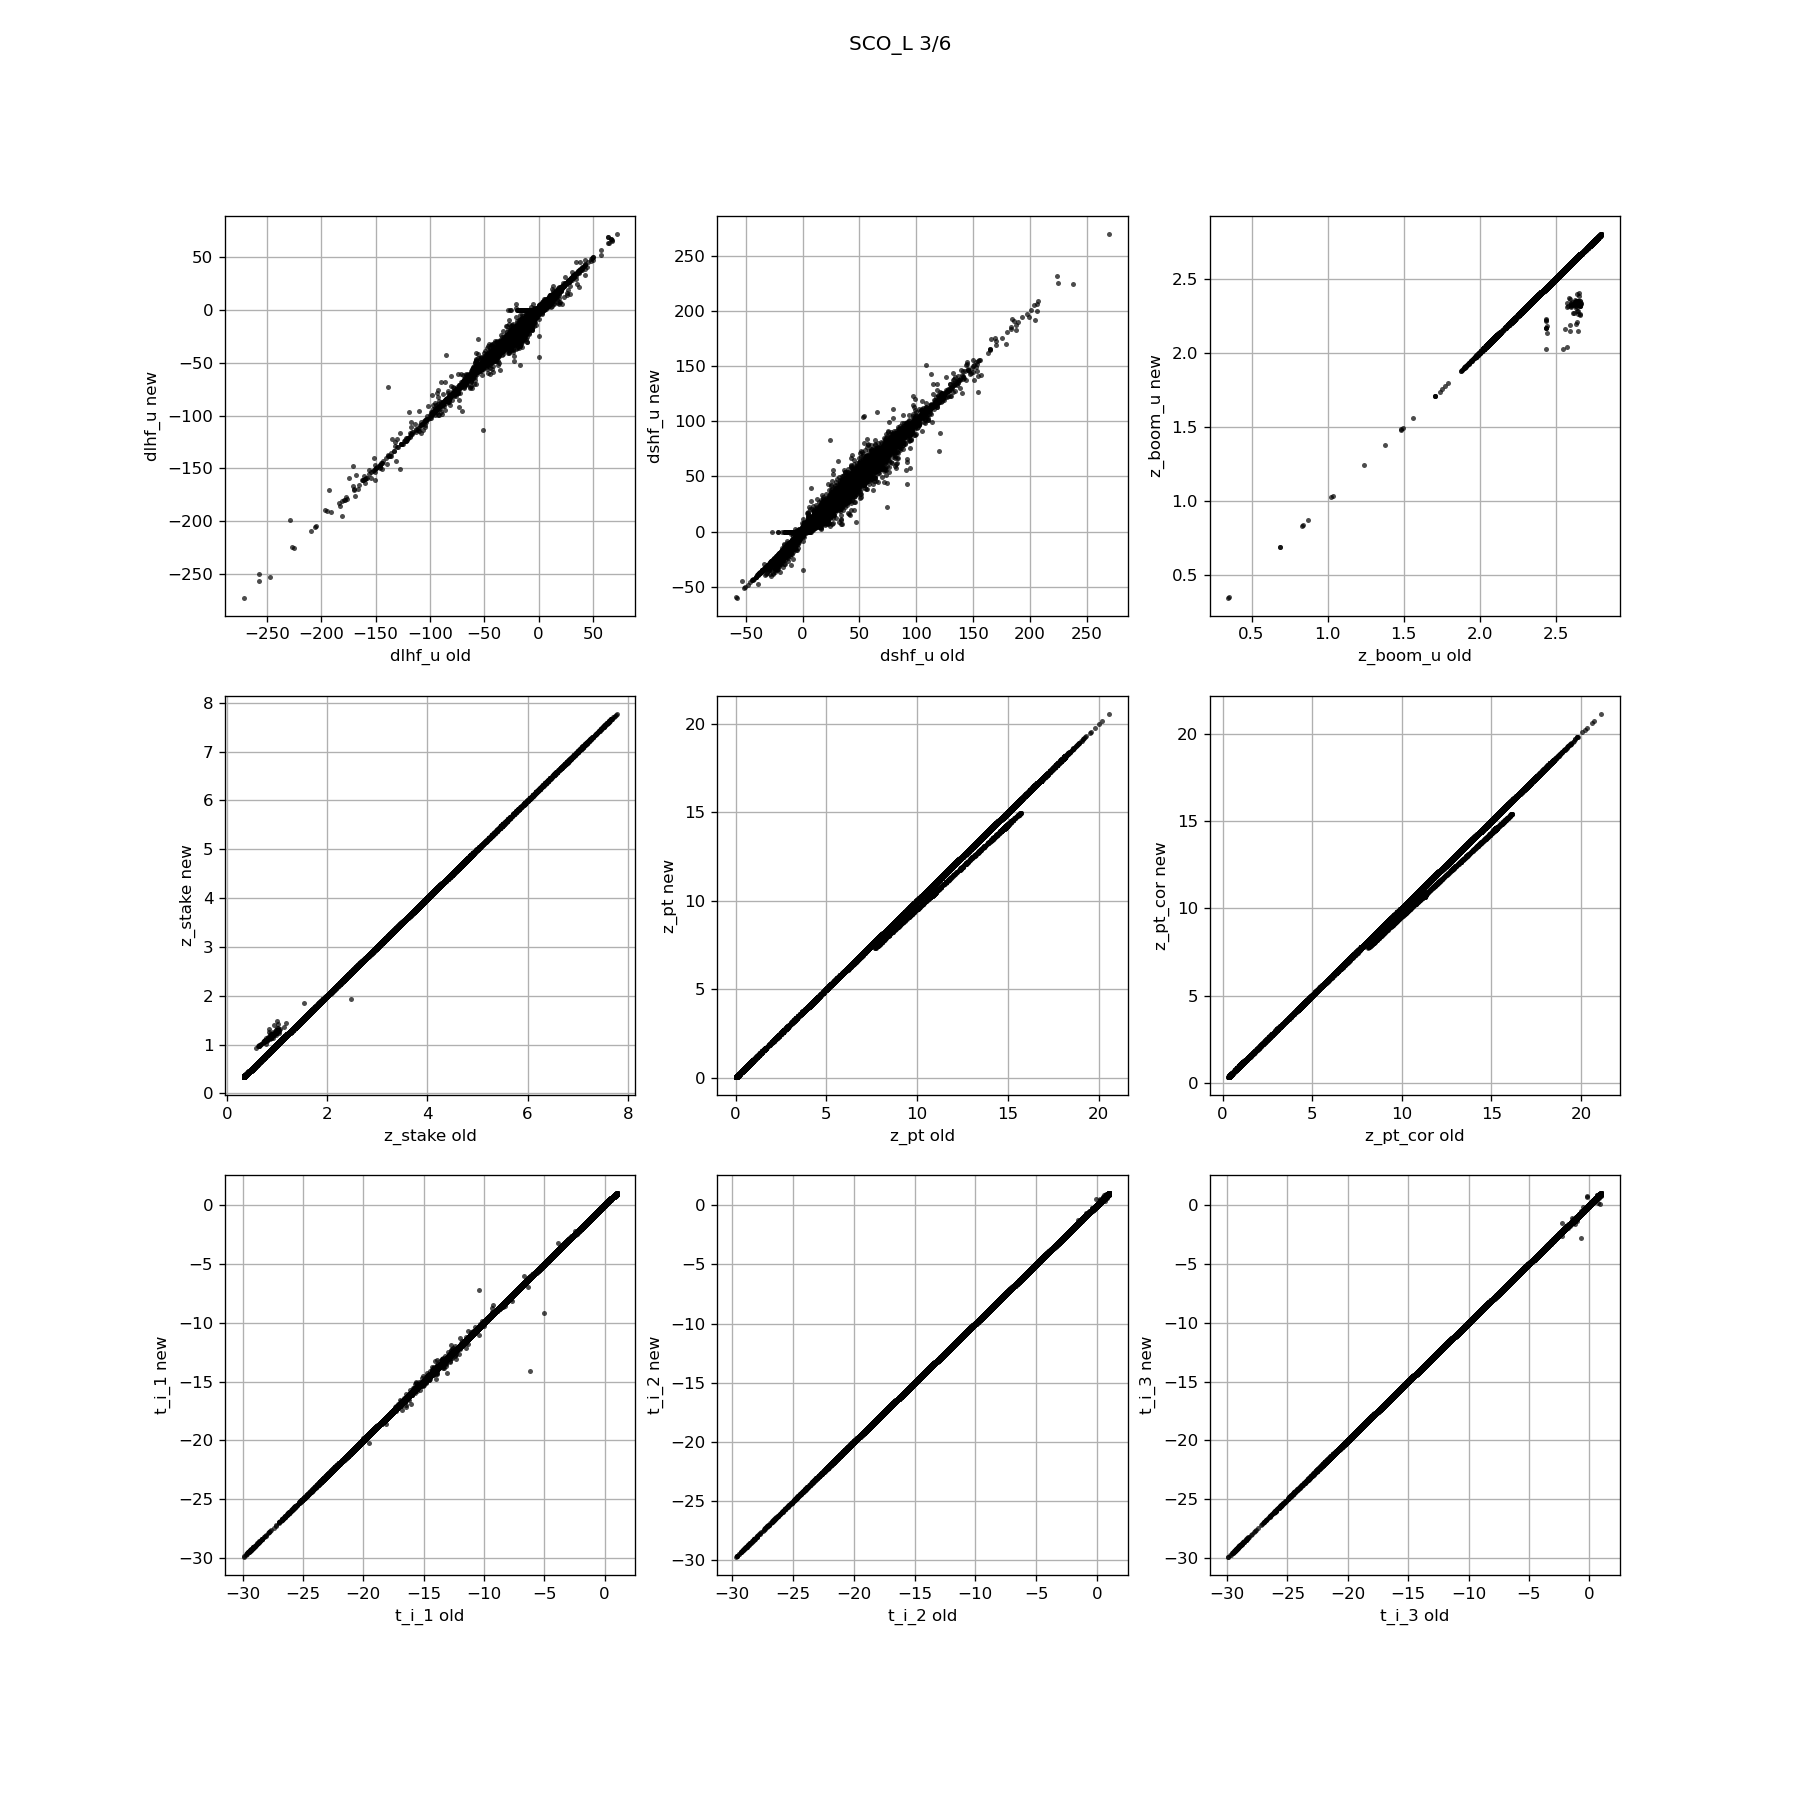 SCO_L 3/6
dlhf_u new
50
0
−50
−100
−150
−200
−250
−250 −200 −150 −100 −50 0 50
dlhf_u old
dshf_u new
250
200
150
100
50
0
−50
−50 0 50 100 150 200 250
dshf_u old
z_boom_u new
2.5
2.0
1.5
1.0
0.5
0.5 1.0 1.5 2.0 2.5
z_boom_u old
z_stake new
8
7
6
5
4
3
2
1
0
0 2 4 6 8
z_stake old
z_pt new
20
15
10
5
0
0 5 10 15 20
z_pt old
z_pt_cor new
20
15
10
5
0
0 5 10 15 20
z_pt_cor old
t_i_1 new
0
−5
−10
−15
−20
−25
−30
−30 −25 −20 −15 −10 −5 0
t_i_1 old
t_i_2 new
0
−5
−10
−15
−20
−25
−30
−30 −25 −20 −15 −10 −5 0
t_i_2 old
t_i_3 new
0
−5
−10
−15
−20
−25
−30
−30 −25 −20 −15 −10 −5 0
t_i_3 old